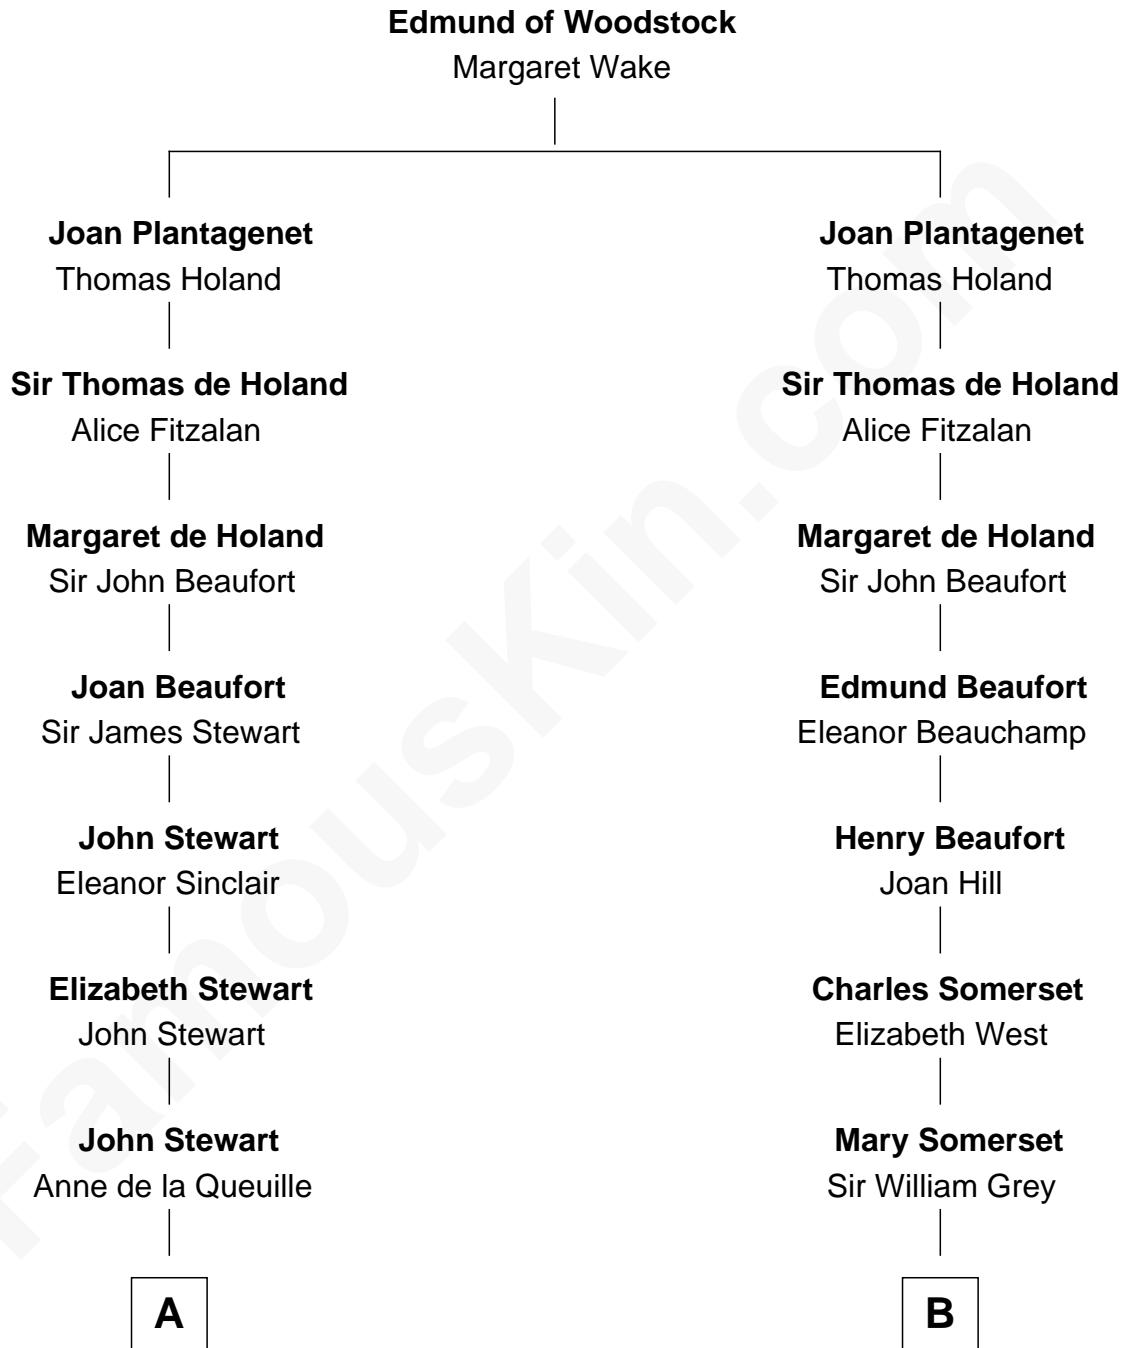 Edmund of Woodstock
Margaret Wake
Joan Plantagenet
Thomas Holand
Sir Thomas de Holand
Alice Fitzalan
Margaret de Holand
Sir John Beaufort
Joan Beaufort
Sir James Stewart
John Stewart
Eleanor Sinclair
Elizabeth Stewart
John Stewart
John Stewart
Anne de la Queuille
A
Joan Plantagenet
Thomas Holand
Sir Thomas de Holand
Alice Fitzalan
Margaret de Holand
Sir John Beaufort
Edmund Beaufort
Eleanor Beauchamp
Henry Beaufort
Joan Hill
Charles Somerset
Elizabeth West
Mary Somerset
Sir William Grey
B
FamousKin.com